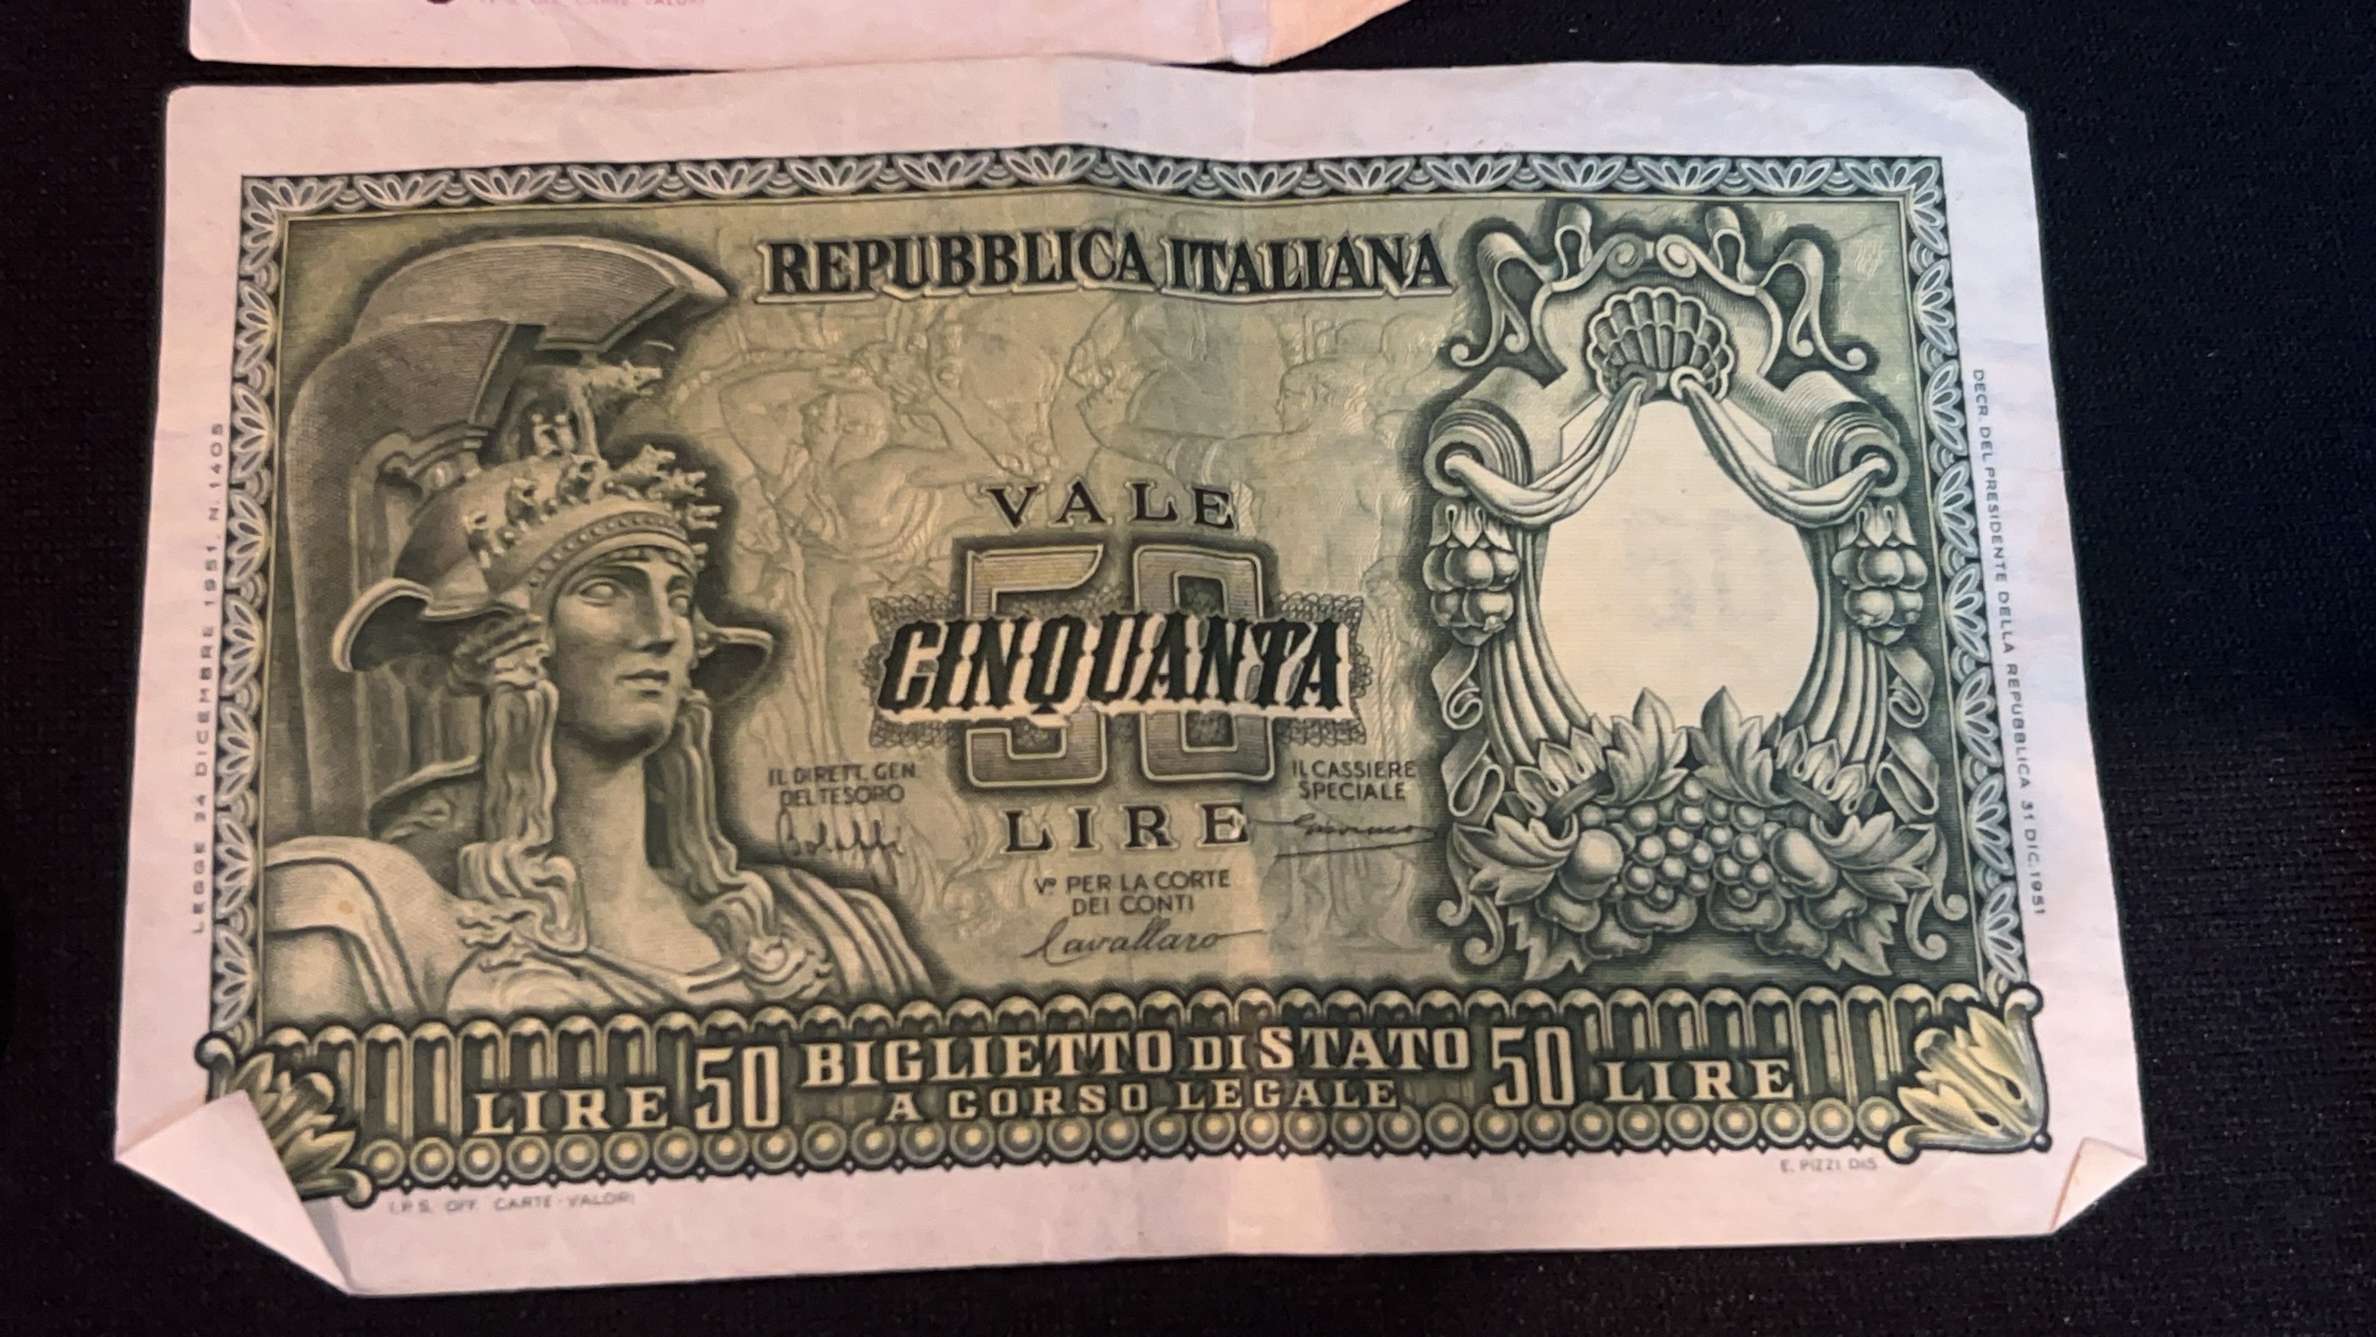 REPUBBLICA ITALIANA
VALE
50
CINQUANTA
LIRE
IL DIRETT. GEN.
DEL TESORO
IL CASSIERE
SPECIALE
Vº PER LA CORTE
DEI CONTI
Cavallaro
LIRE 50 BIGLIETTO DI STATO 50 LIRE
A CORSO LEGALE
I.P.S. OFF. CARTE-VALORI
E. PIZZI DIS.
LEGGE 24 DICEMBRE 1951. N. 1405
DECR. DEL PRESIDENTE DELLA REPUBBLICA 31 DIC. 1951